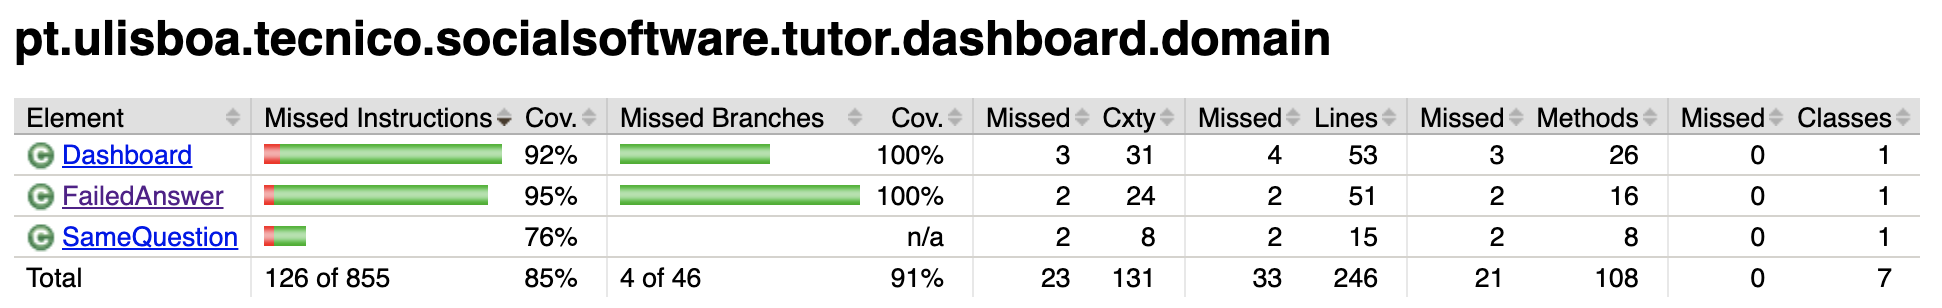 pt.ulisboa.tecnico.socialsoftware.tutor.dashboard.domain
Element Missed Instructions Cov. Missed Branches Cov. Missed Cxty Missed Lines Missed Methods Missed Classes
C Dashboard 92% 100% 3 31 4 53 3 26 0 1
C FailedAnswer 95% 100% 2 24 2 51 2 16 0 1
C SameQuestion 76% n/a 2 8 2 15 2 8 0 1
Total 126 of 855 85% 4 of 46 91% 23 131 33 246 21 108 0 7